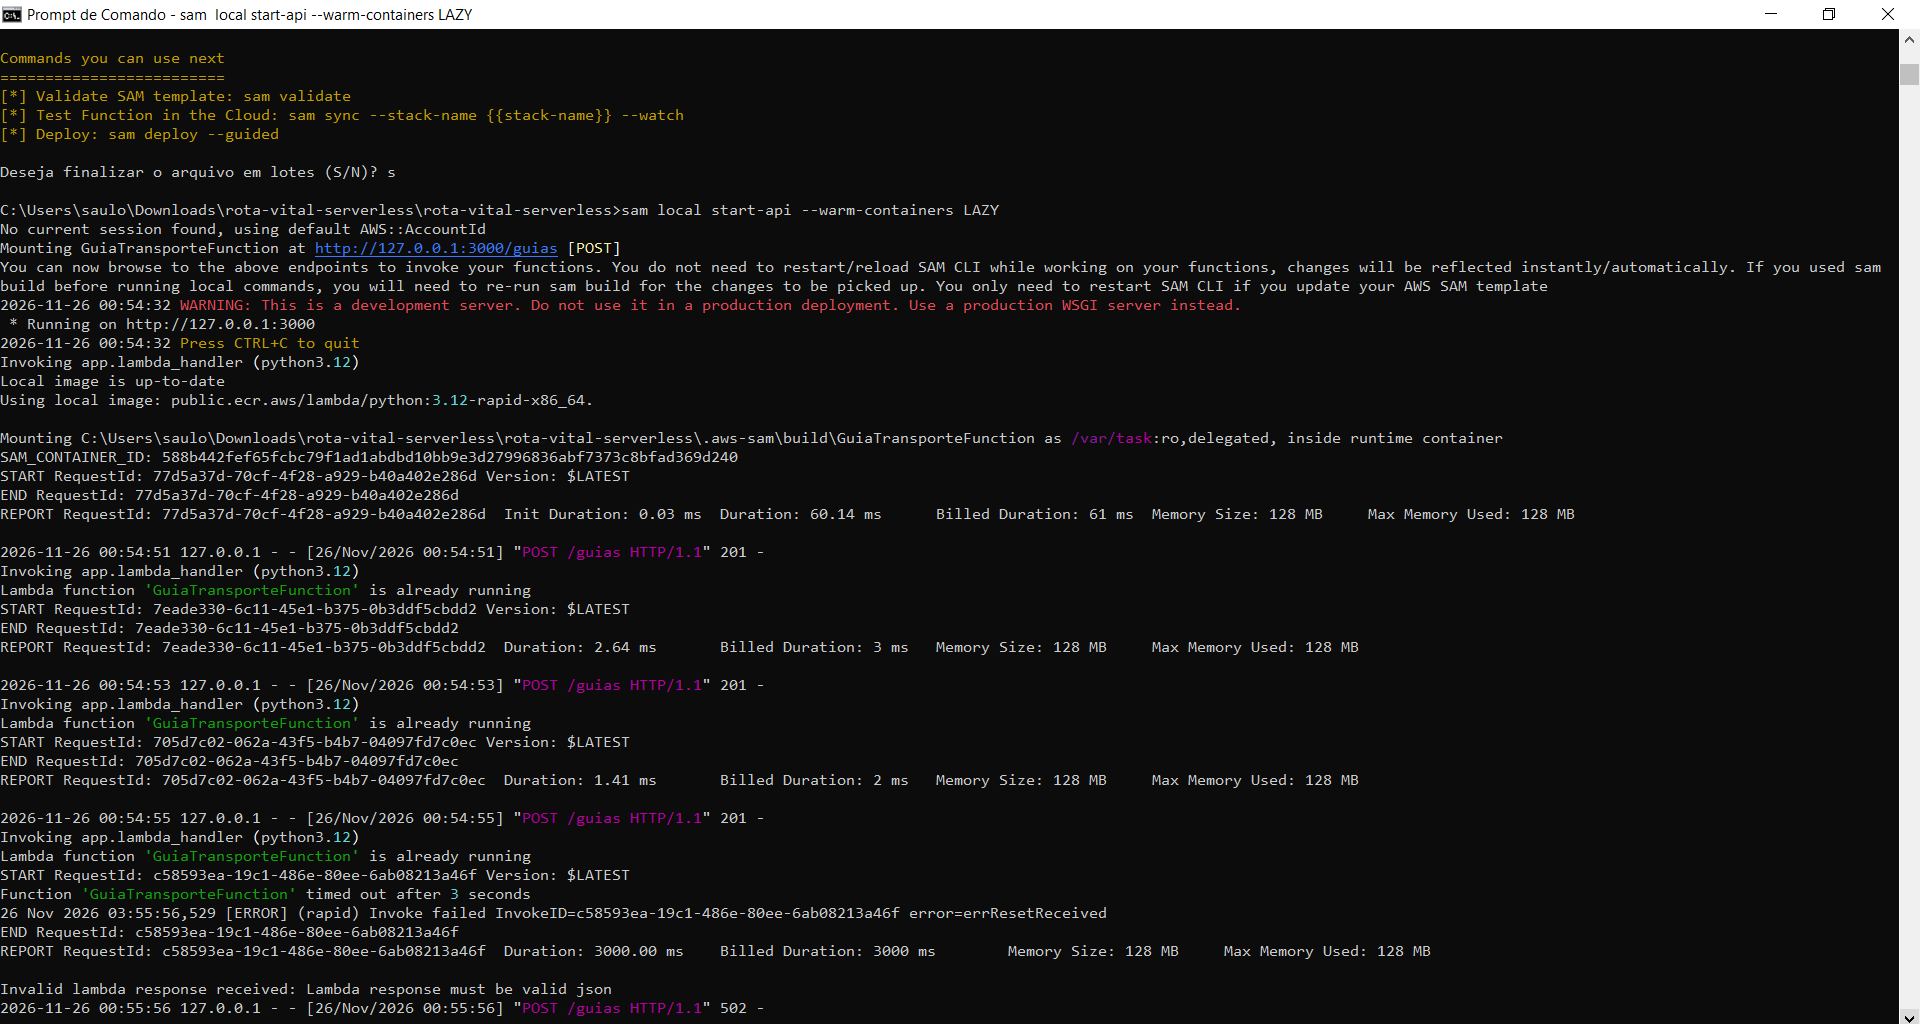 Prompt de Comando - sam  local start-api --warm-containers LAZY
Commands you can use next
=========================
[*] Validate SAM template: sam validate
[*] Test Function in the Cloud: sam sync --stack-name {{stack-name}} --watch
[*] Deploy: sam deploy --guided
Deseja finalizar o arquivo em lotes (S/N)? s
C:\Users\saulo\Downloads\rota-vital-serverless\rota-vital-serverless>sam local start-api --warm-containers LAZY
No current session found, using default AWS::AccountId
Mounting GuiaTransporteFunction at http://127.0.0.1:3000/guias [POST]
You can now browse to the above endpoints to invoke your functions. You do not need to restart/reload SAM CLI while working on your functions, changes will be reflected instantly/automatically. If you used sam
build before running local commands, you will need to re-run sam build for the changes to be picked up. You only need to restart SAM CLI if you update your AWS SAM template
2026-11-26 00:54:32 WARNING: This is a development server. Do not use it in a production deployment. Use a production WSGI server instead.
 * Running on http://127.0.0.1:3000
2026-11-26 00:54:32 Press CTRL+C to quit
Invoking app.lambda_handler (python3.12)
Local image is up-to-date
Using local image: public.ecr.aws/lambda/python:3.12-rapid-x86_64.
Mounting C:\Users\saulo\Downloads\rota-vital-serverless\rota-vital-serverless\.aws-sam\build\GuiaTransporteFunction as /var/task:ro,delegated, inside runtime container
SAM_CONTAINER_ID: 588b442fef65fcbc79f1ad1abdbd10bb9e3d27996836abf7373c8bfad369d240
START RequestId: 77d5a37d-70cf-4f28-a929-b40a402e286d Version: $LATEST
END RequestId: 77d5a37d-70cf-4f28-a929-b40a402e286d
REPORT RequestId: 77d5a37d-70cf-4f28-a929-b40a402e286d  Init Duration: 0.03 ms  Duration: 60.14 ms      Billed Duration: 61 ms  Memory Size: 128 MB     Max Memory Used: 128 MB
2026-11-26 00:54:51 127.0.0.1 - - [26/Nov/2026 00:54:51] "POST /guias HTTP/1.1" 201 -
Invoking app.lambda_handler (python3.12)
Lambda function 'GuiaTransporteFunction' is already running
START RequestId: 7eade330-6c11-45e1-b375-0b3ddf5cbdd2 Version: $LATEST
END RequestId: 7eade330-6c11-45e1-b375-0b3ddf5cbdd2
REPORT RequestId: 7eade330-6c11-45e1-b375-0b3ddf5cbdd2  Duration: 2.64 ms       Billed Duration: 3 ms   Memory Size: 128 MB     Max Memory Used: 128 MB
2026-11-26 00:54:53 127.0.0.1 - - [26/Nov/2026 00:54:53] "POST /guias HTTP/1.1" 201 -
Invoking app.lambda_handler (python3.12)
Lambda function 'GuiaTransporteFunction' is already running
START RequestId: 705d7c02-062a-43f5-b4b7-04097fd7c0ec Version: $LATEST
END RequestId: 705d7c02-062a-43f5-b4b7-04097fd7c0ec
REPORT RequestId: 705d7c02-062a-43f5-b4b7-04097fd7c0ec  Duration: 1.41 ms       Billed Duration: 2 ms   Memory Size: 128 MB     Max Memory Used: 128 MB
2026-11-26 00:54:55 127.0.0.1 - - [26/Nov/2026 00:54:55] "POST /guias HTTP/1.1" 201 -
Invoking app.lambda_handler (python3.12)
Lambda function 'GuiaTransporteFunction' is already running
START RequestId: c58593ea-19c1-486e-80ee-6ab08213a46f Version: $LATEST
Function 'GuiaTransporteFunction' timed out after 3 seconds
26 Nov 2026 03:55:56,529 [ERROR] (rapid) Invoke failed InvokeID=c58593ea-19c1-486e-80ee-6ab08213a46f error=errResetReceived
END RequestId: c58593ea-19c1-486e-80ee-6ab08213a46f
REPORT RequestId: c58593ea-19c1-486e-80ee-6ab08213a46f  Duration: 3000.00 ms    Billed Duration: 3000 ms        Memory Size: 128 MB     Max Memory Used: 128 MB
Invalid lambda response received: Lambda response must be valid json
2026-11-26 00:55:56 127.0.0.1 - - [26/Nov/2026 00:55:56] "POST /guias HTTP/1.1" 502 -